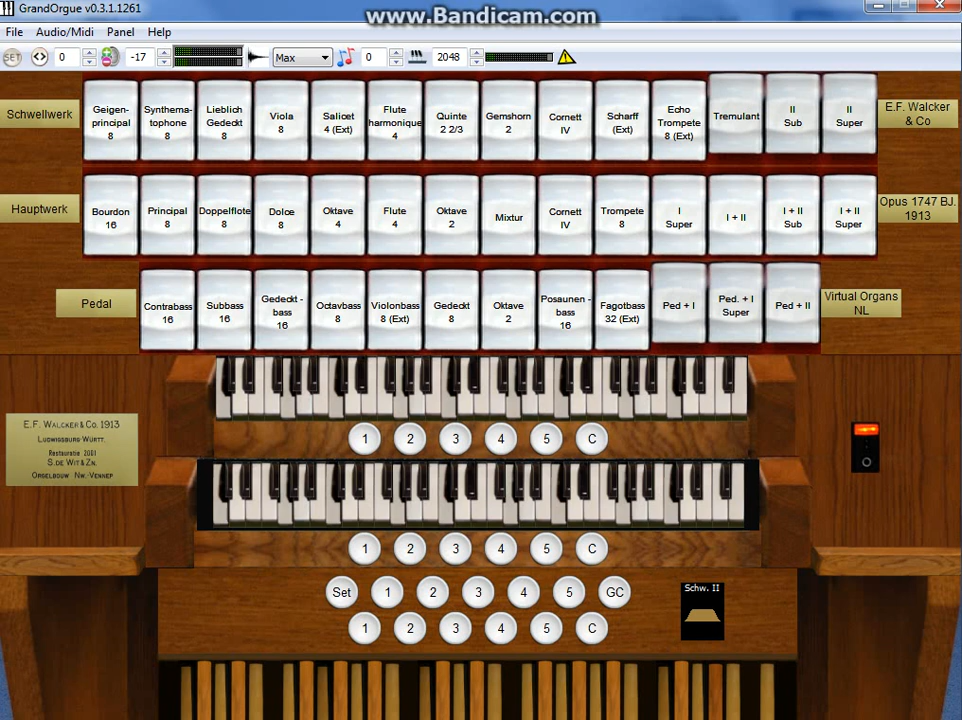 GrandOrgue v0.3.1.1261
www.Bandicam.com
File Audio/Midi Panel Help
SET 0 -17 Max 0 2048
Schwellwerk
Geigen-
principal
8
Synthema-
tophone
8
Lieblich
Gedeckt
8
Viola
8
Salicet
4 (Ext)
Flute
harmonique
4
Quinte
2 2/3
Gemshorn
2
Cornett
IV
Scharff
(Ext)
Echo
Trompete
8 (Ext)
Tremulant
II
Sub
II
Super
E.F. Walcker
& Co
Hauptwerk
Bourdon
16
Principal
8
Doppelflote
8
Dolce
8
Oktave
4
Flute
4
Oktave
2
Mixtur
Cornett
IV
Trompete
8
I
Super
I + II
I + II
Sub
I + II
Super
Opus 1747 BJ.
1913
Pedal
Contrabass
16
Subbass
16
Gedeckt -
bass
16
Octavbass
8
Violonbass
8 (Ext)
Gedeckt
8
Oktave
2
Posaunen -
bass
16
Fagotbass
32 (Ext)
Ped + I
Ped. + I
Super
Ped + II
Virtual Organs
NL
E.F. Walcker & Co. 1913
Ludwigsburg-Württ.
Restauratie 2001
S.de Wit & Zn.
Orgelbouw Nw.-Vennep
1 2 3 4 5 C
1 2 3 4 5 C
Set 1 2 3 4 5 GC
Schw. II
1 2 3 4 5 C